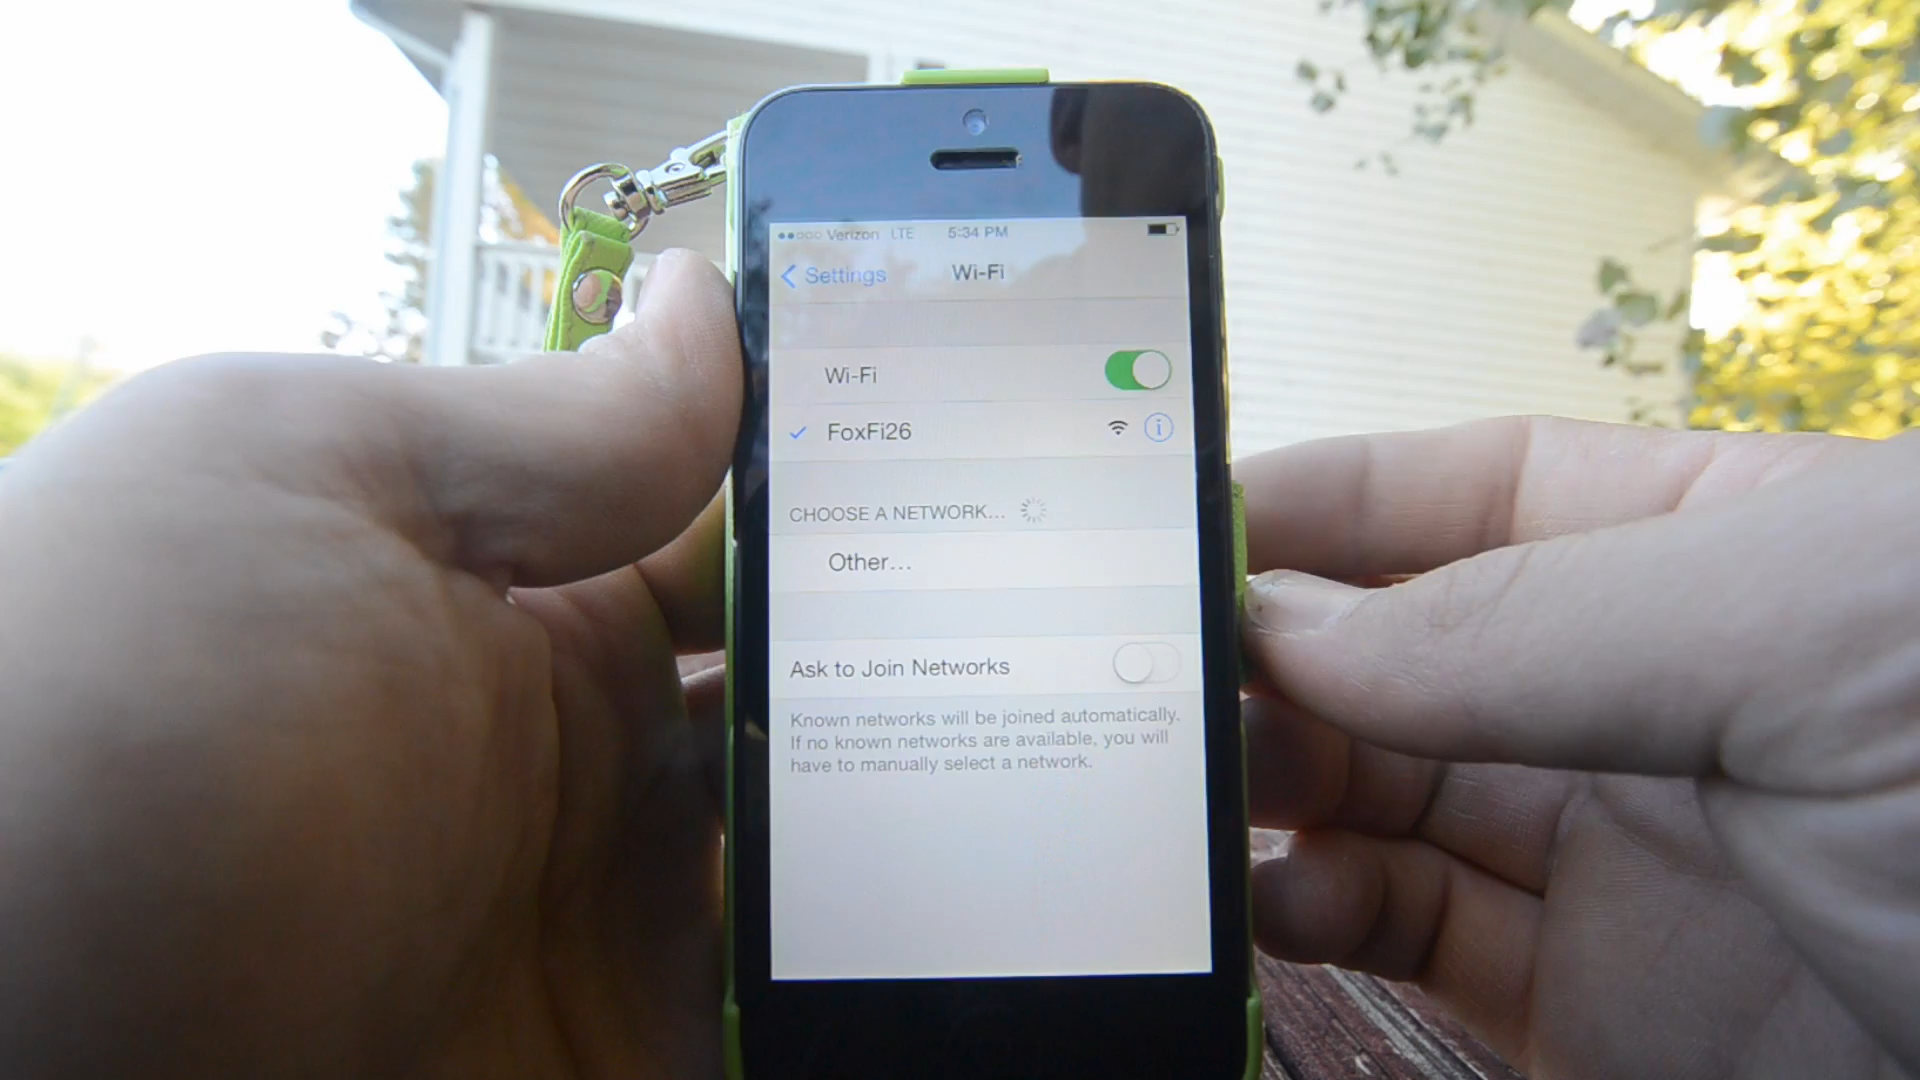 Verizon LTE 5:34 PM
Settings Wi-Fi
Wi-Fi
FoxFi26
CHOOSE A NETWORK...
Other...
Ask to Join Networks
Known networks will be joined automatically.
If no known networks are available, you will
have to manually select a network.